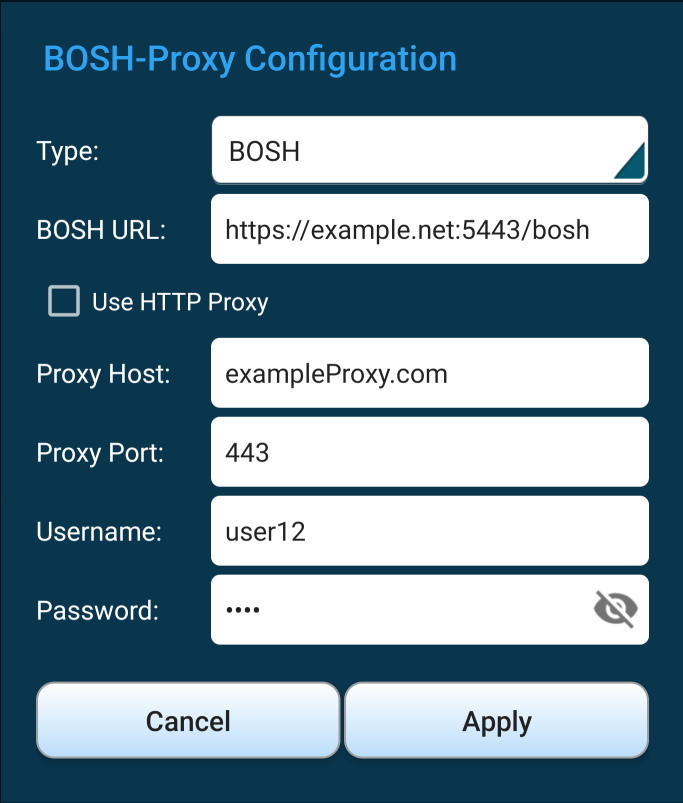 BOSH-Proxy Configuration
Type: BOSH
BOSH URL: https://example.net:5443/bosh
Use HTTP Proxy
Proxy Host: exampleProxy.com
Proxy Port: 443
Username: user12
Password: ••••
Cancel Apply